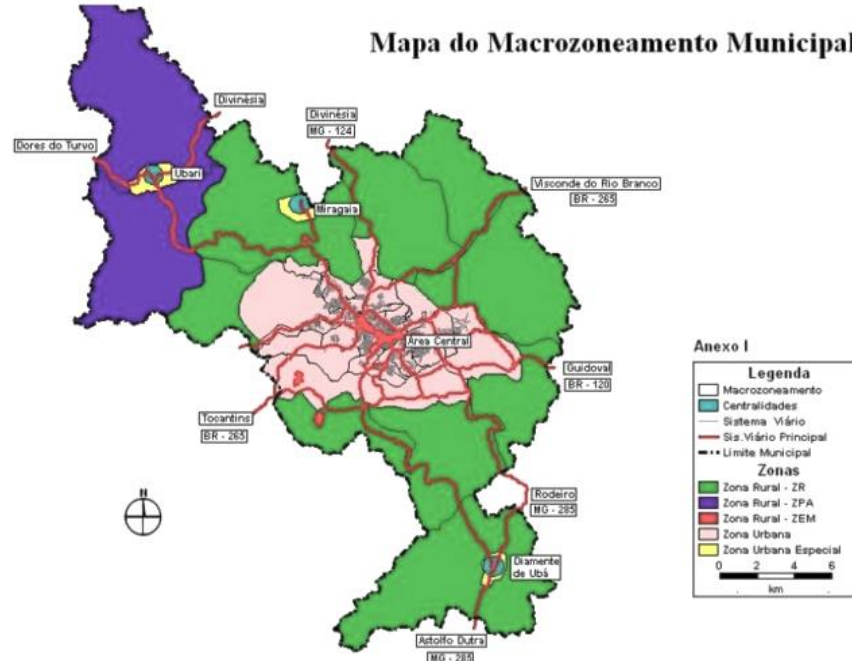 Mapa do Macrozoneamento Municipal
Divinésia
Divinésia
MG - 124
Dores do Turvo
Ubari
Visconde do Rio Branco
BR - 265
Miragaia
Área Central
Guidoval
BR - 120
Tocantins
BR - 265
Rodeiro
MG - 285
Diamente
de Ubá
Astolfo Dutra
MG - 285
N
Anexo I
Legenda
Macrozoneamento
Centralidades
Sistema Viário
Sis.Viário Principal
Limite Municipal
Zonas
Zona Rural - ZR
Zona Rural - ZPA
Zona Rural - ZEM
Zona Urbana
Zona Urbana Especial
0 2 4 6
km